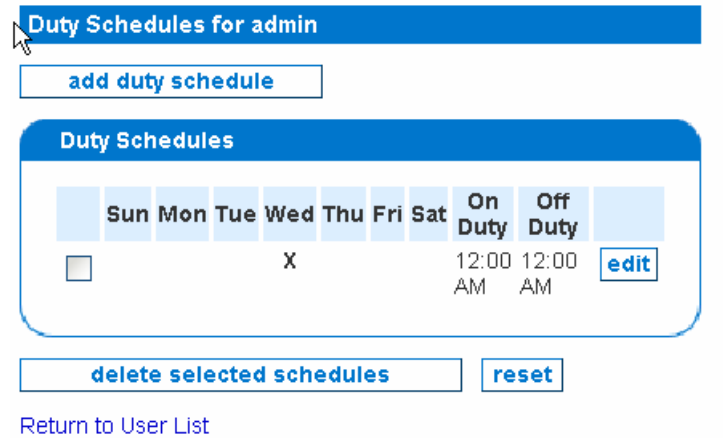 Duty Schedules for admin
add duty schedule
Duty Schedules
Sun Mon Tue Wed Thu Fri Sat On Duty Off Duty
X 12:00 AM 12:00 AM edit
delete selected schedules reset
Return to User List